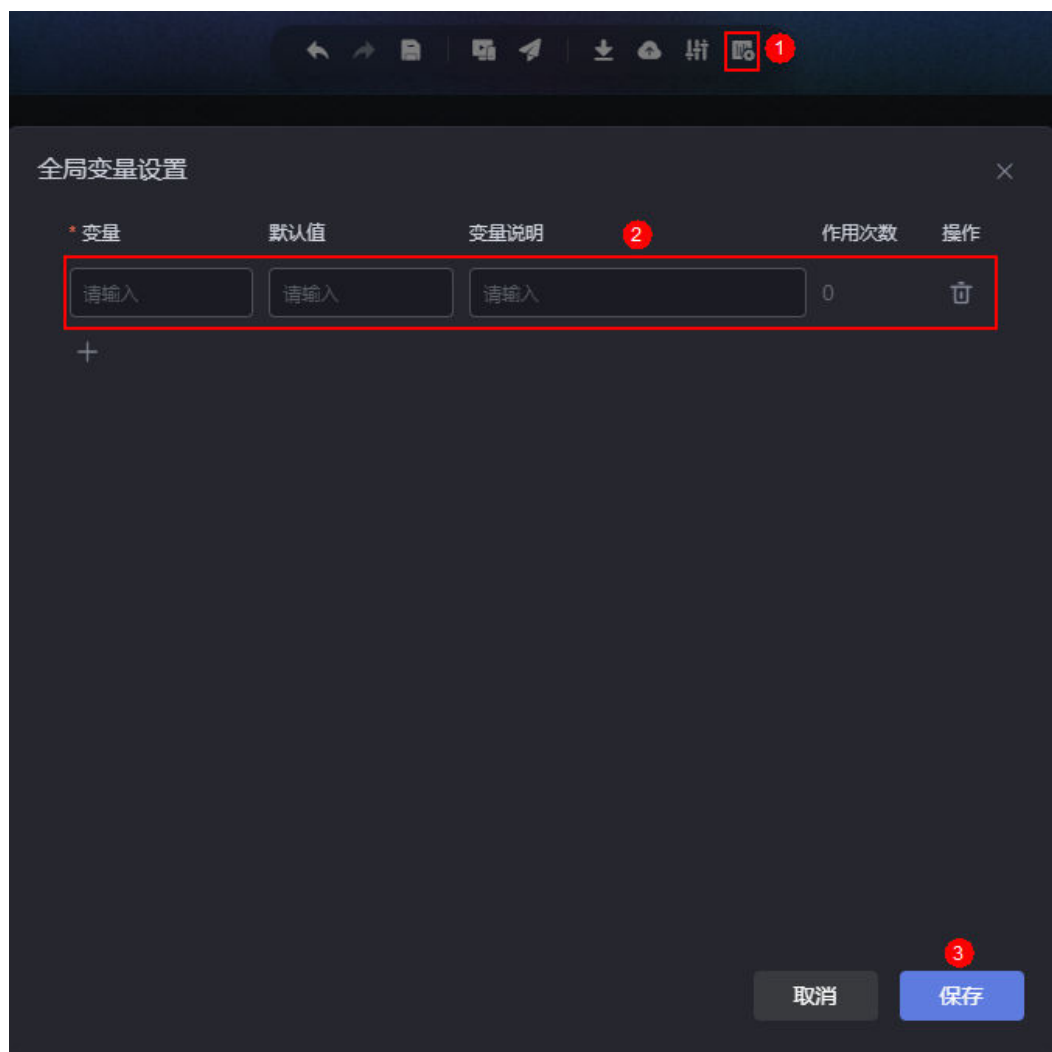 1
全局变量设置
* 变量 默认值 变量说明 2 作用次数 操作
请输入 请输入 请输入 0
3
取消 保存